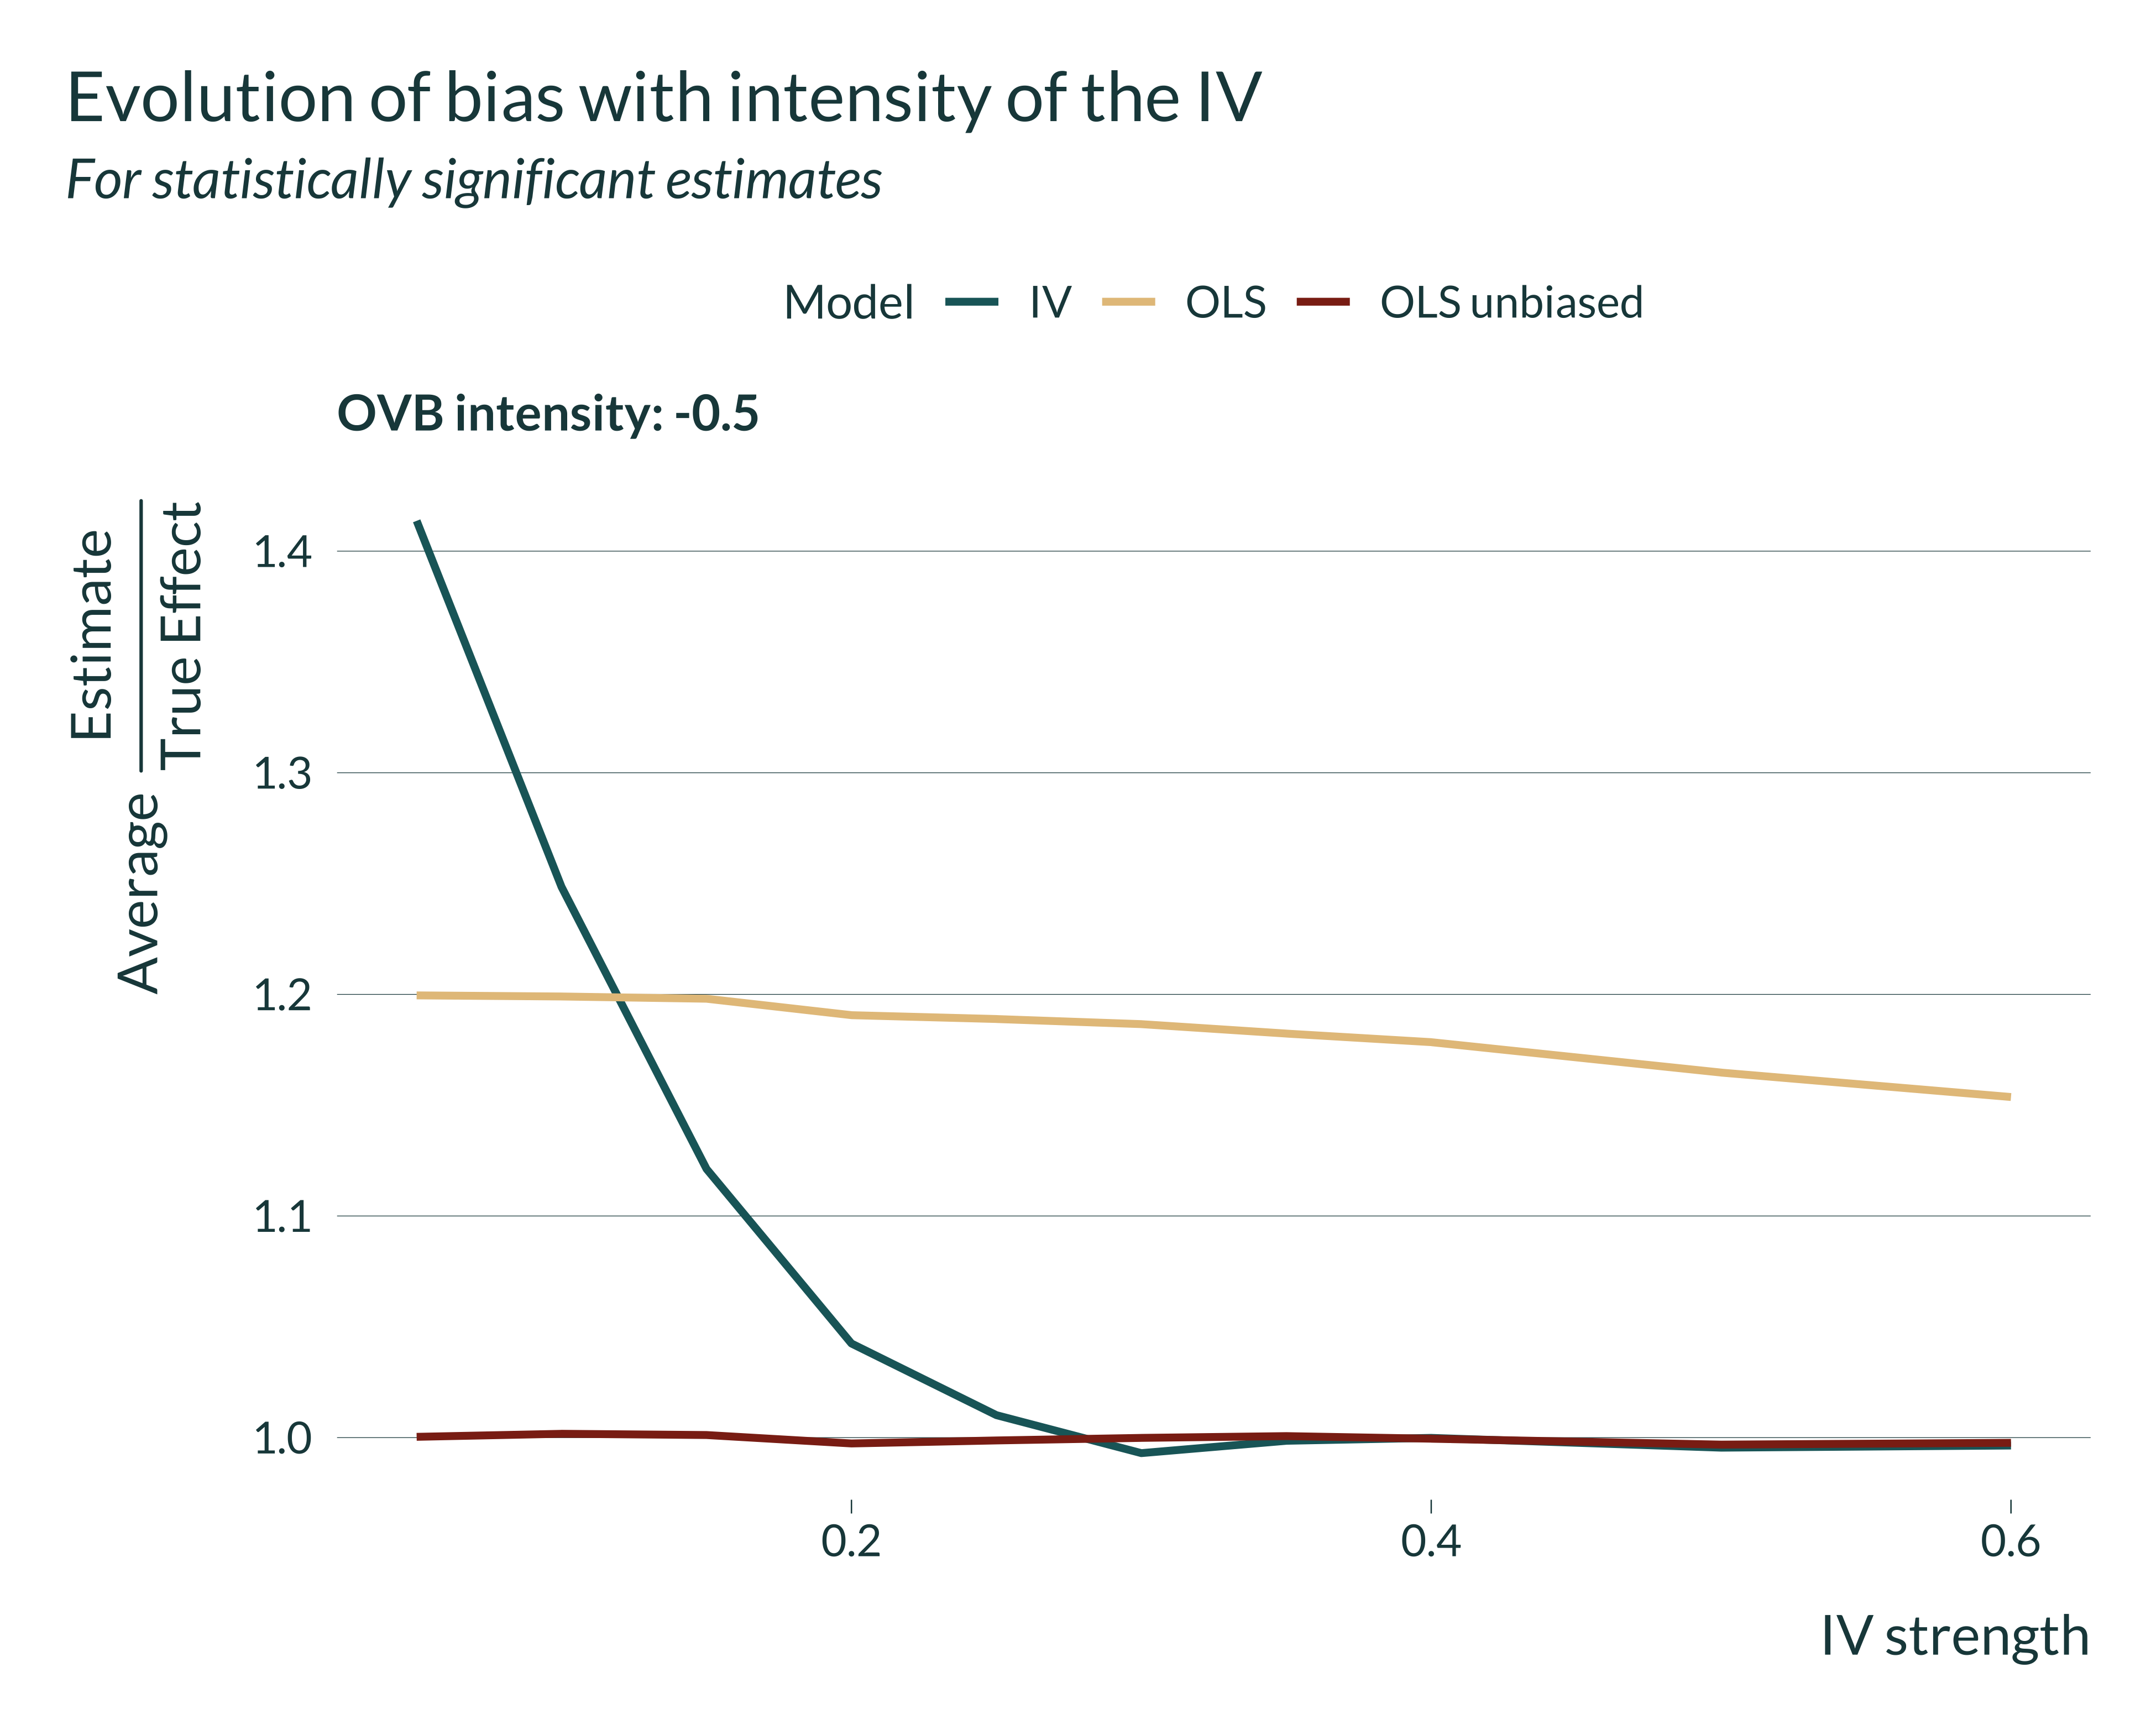 Evolution of bias with intensity of the IV
For statistically significant estimates
Model IV OLS OLS unbiased
OVB intensity: -0.5
Average Estimate
True Effect
1.4
1.3
1.2
1.1
1.0
0.2 0.4 0.6
IV strength